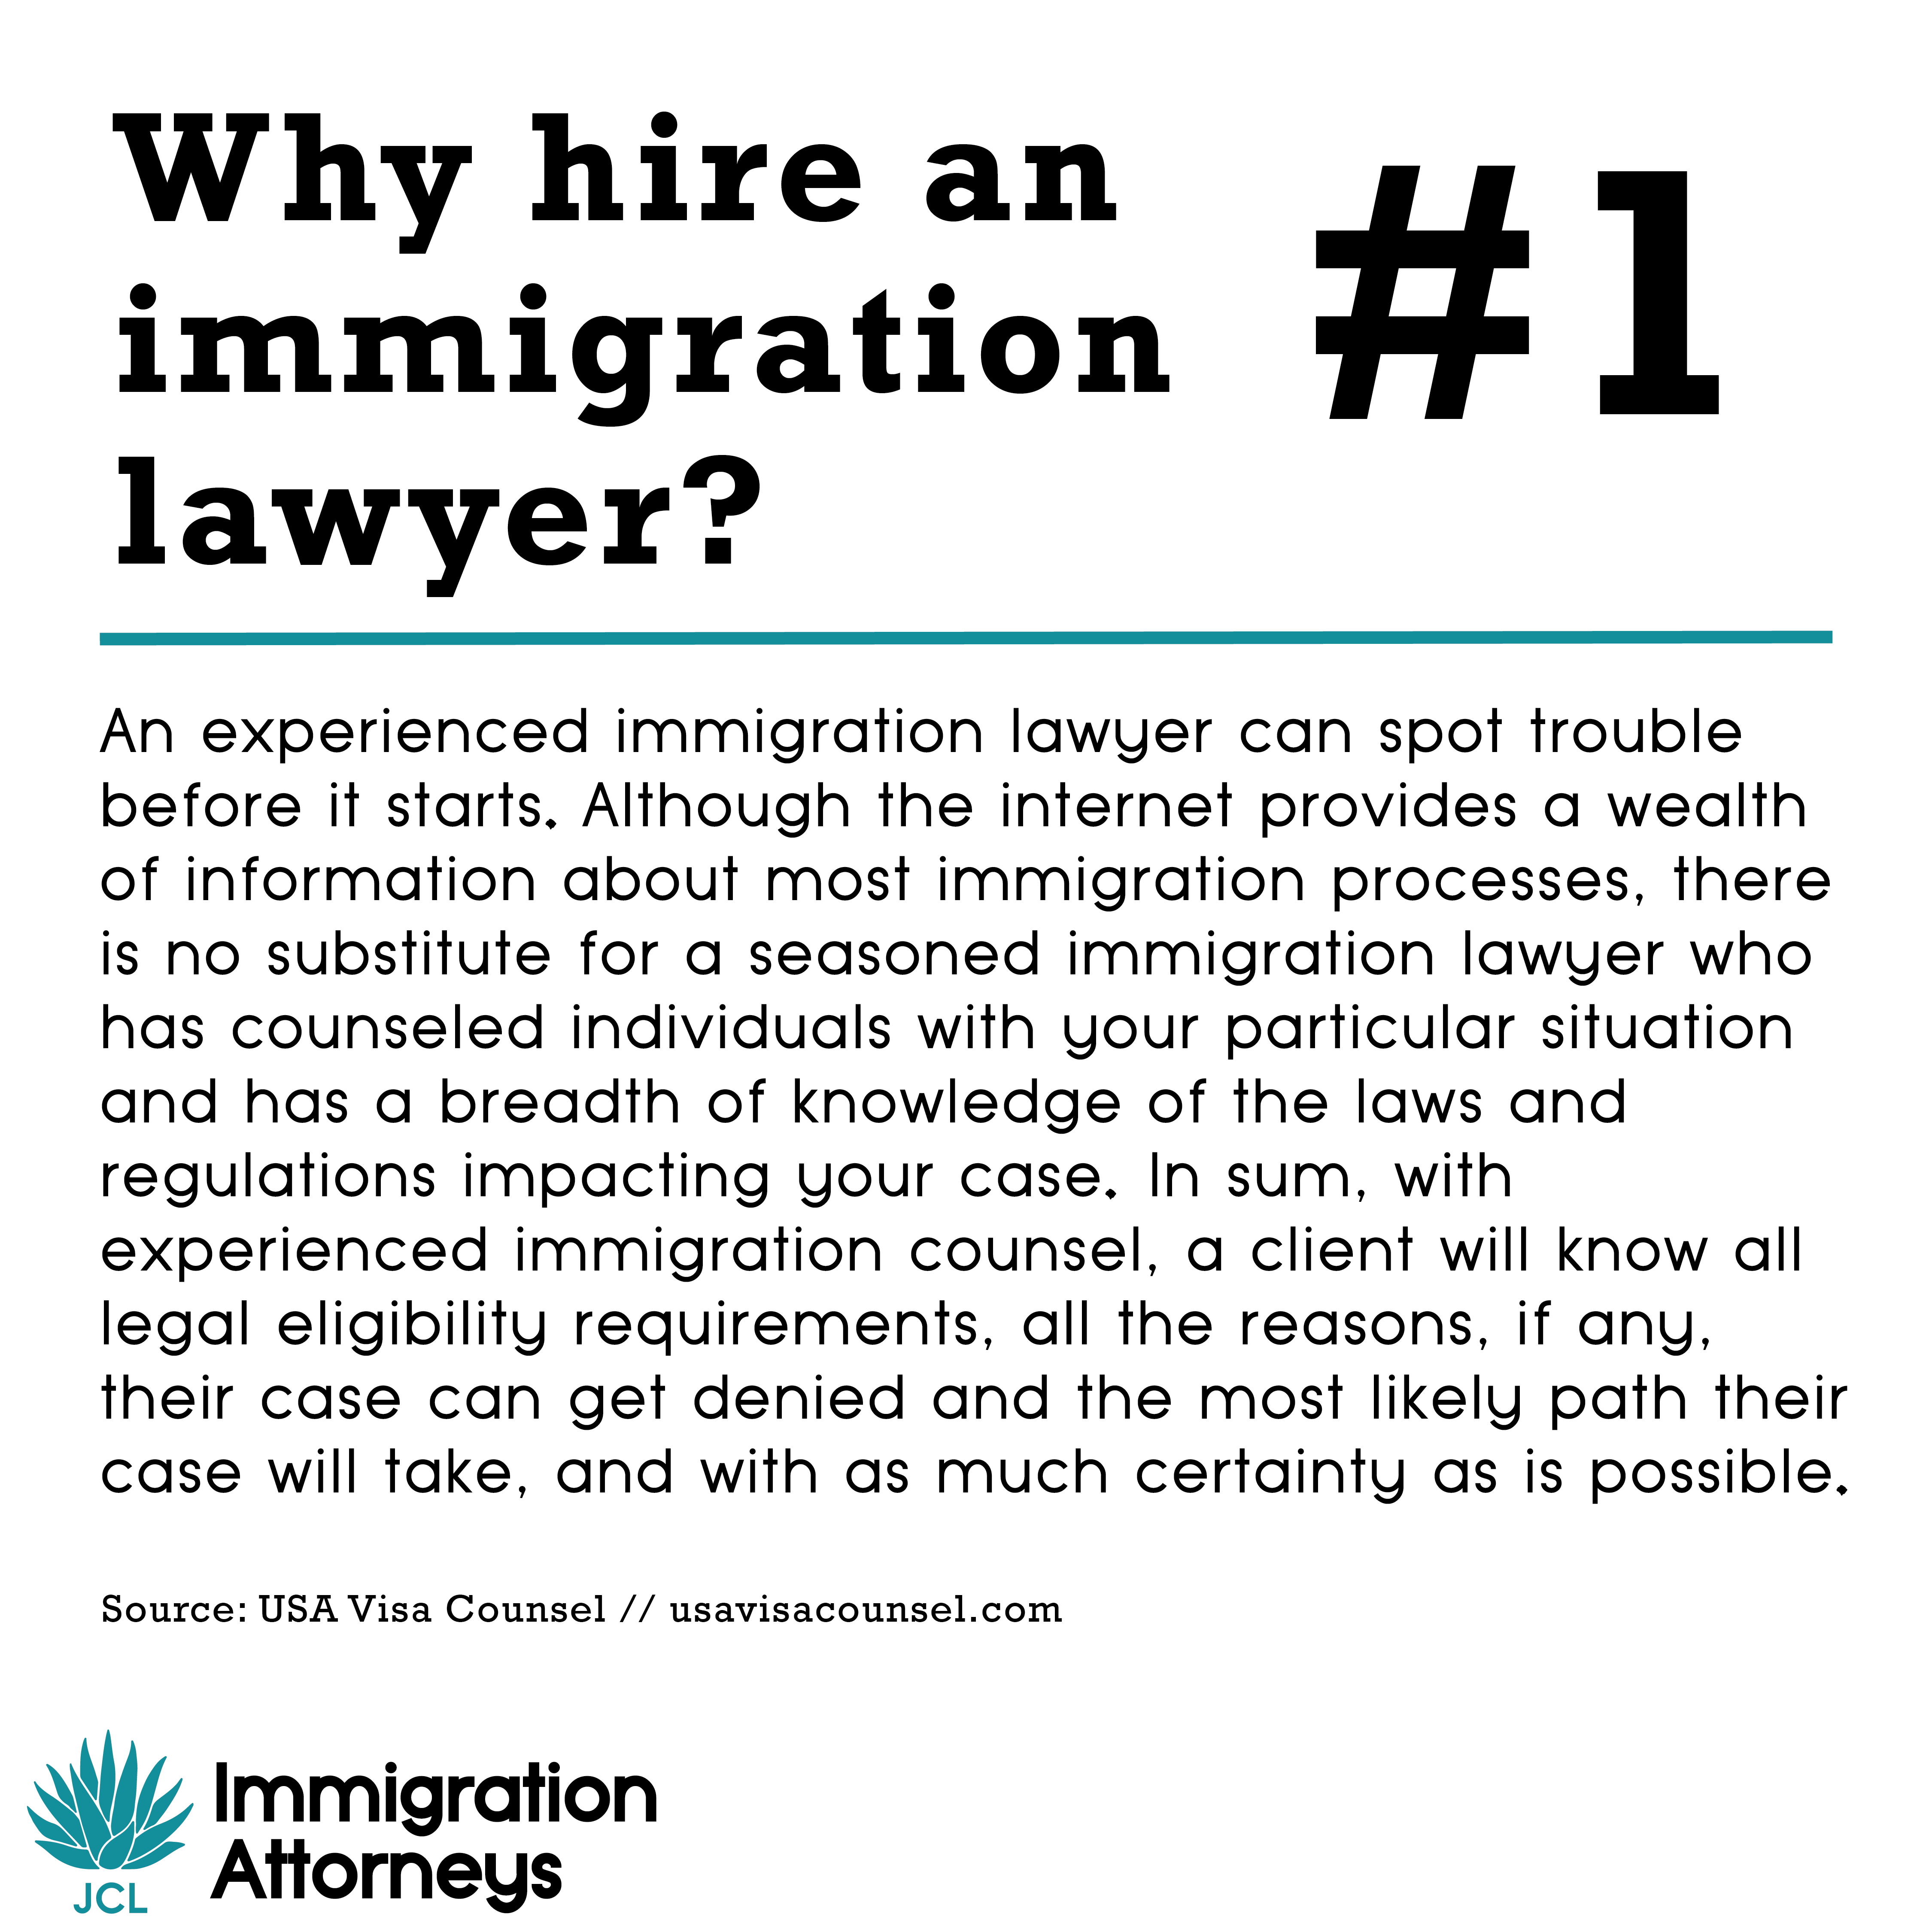 Why hire an
immigration
lawyer?
#1
An experienced immigration lawyer can spot trouble
before it starts. Although the internet provides a wealth
of information about most immigration processes, there
is no substitute for a seasoned immigration lawyer who
has counseled individuals with your particular situation
and has a breadth of knowledge of the laws and
regulations impacting your case. In sum, with
experienced immigration counsel, a client will know all
legal eligibility requirements, all the reasons, if any,
their case can get denied and the most likely path their
case will take, and with as much certainty as is possible.
Source: USA Visa Counsel // usavisacounsel.com
Immigration
Attorneys
JCL